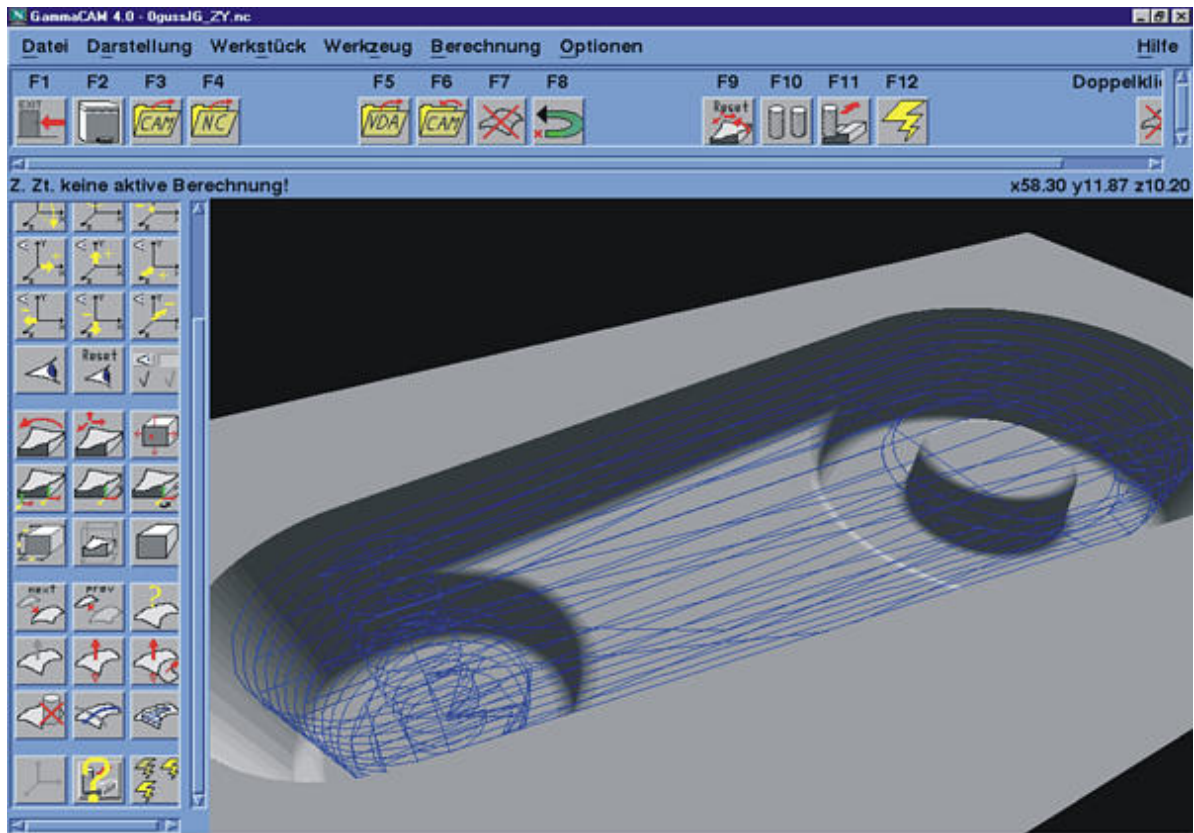 GammaCAM 4.0 - 0gussJG_ZY.nc
Datei Darstellung Werkstück Werkzeug Berechnung Optionen Hilfe
F1 F2 F3 F4 F5 F6 F7 F8 F9 F10 F11 F12 Doppelkli
EXIT CAM NC VDA CAM Reset
Z. Zt. keine aktive Berechnung! x58.30 y11.87 z10.20
Reset
next prev ?
?